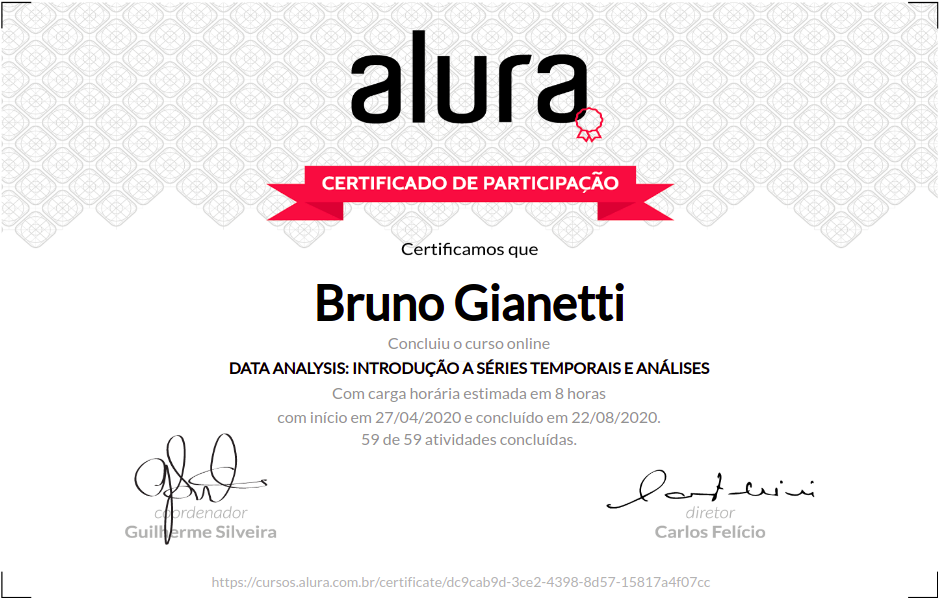 alura
CERTIFICADO DE PARTICIPAÇÃO
Certificamos que
Bruno Gianetti
Concluiu o curso online
DATA ANALYSIS: INTRODUÇÃO A SÉRIES TEMPORAIS E ANÁLISES
Com carga horária estimada em 8 horas
com início em 27/04/2020 e concluído em 22/08/2020.
59 de 59 atividades concluídas.
coordenador
Guilherme Silveira
diretor
Carlos Felício
https://cursos.alura.com.br/certificate/dc9cab9d-3ce2-4398-8d57-15817a4f07cc